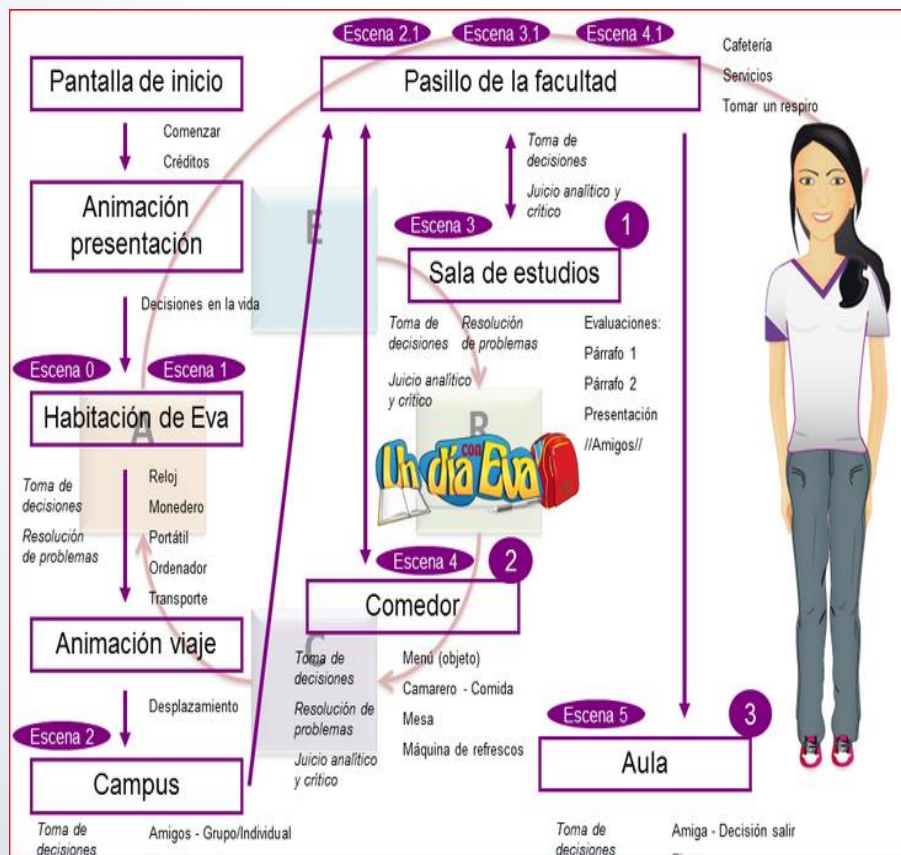 Escena 2.1
Escena 3.1
Escena 4.1
Pantalla de inicio
Pasillo de la facultad
Cafetería
Servicios
Tomar un respiro
Comenzar
Créditos
Toma de
decisiones
Juicio analítico y
crítico
Animación
presentación
E
Escena 3
1
Sala de estudios
Decisiones en la vida
Toma de
decisiones
Resolución
de problemas
Juicio analítico
y crítico
Evaluaciones:
Párrafo 1
Párrafo 2
Presentación
//Amigos//
Escena 0
Escena 1
Habitación de Eva
A
R
Un día con Eva
Toma de
decisiones
Resolución
de problemas
Reloj
Monedero
Portátil
Ordenador
Transporte
Escena 4
2
Comedor
Animación viaje
C
Toma de
decisiones
Resolución de
problemas
Juicio analítico
y crítico
Menú (objeto)
Camarero - Comida
Mesa
Máquina de refrescos
Desplazamiento
Escena 2
Campus
Escena 5
3
Aula
Toma de
decisiones
Amigos - Grupo/Individual
Toma de
decisiones
Amiga - Decisión salir